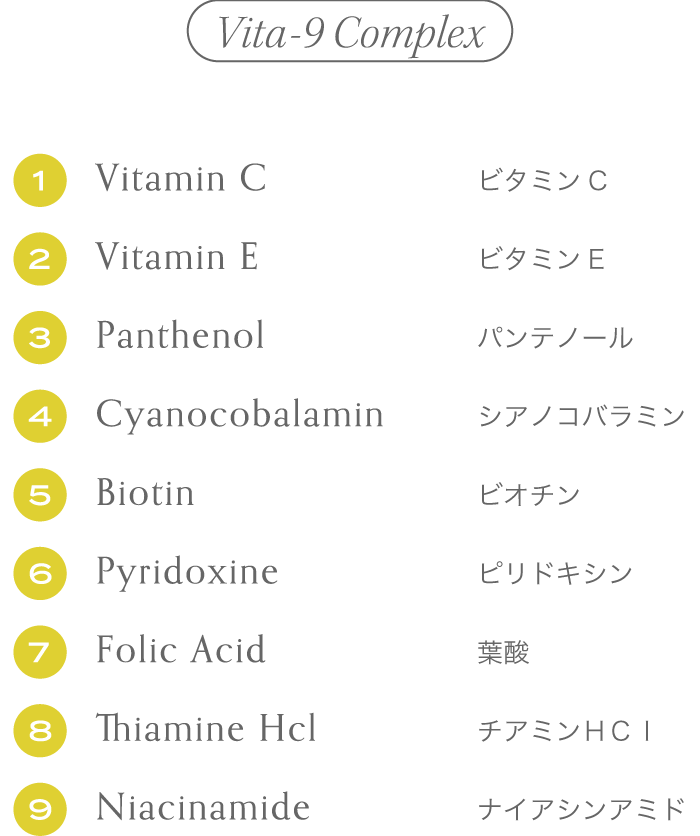 Vita-9 Complex
1 Vitamin C ビタミン C
2 Vitamin E ビタミン E
3 Panthenol パンテノール
4 Cyanocobalamin シアノコバラミン
5 Biotin ビオチン
6 Pyridoxine ピリドキシン
7 Folic Acid 葉酸
8 Thiamine Hcl チアミンＨＣｌ
9 Niacinamide ナイアシンアミド